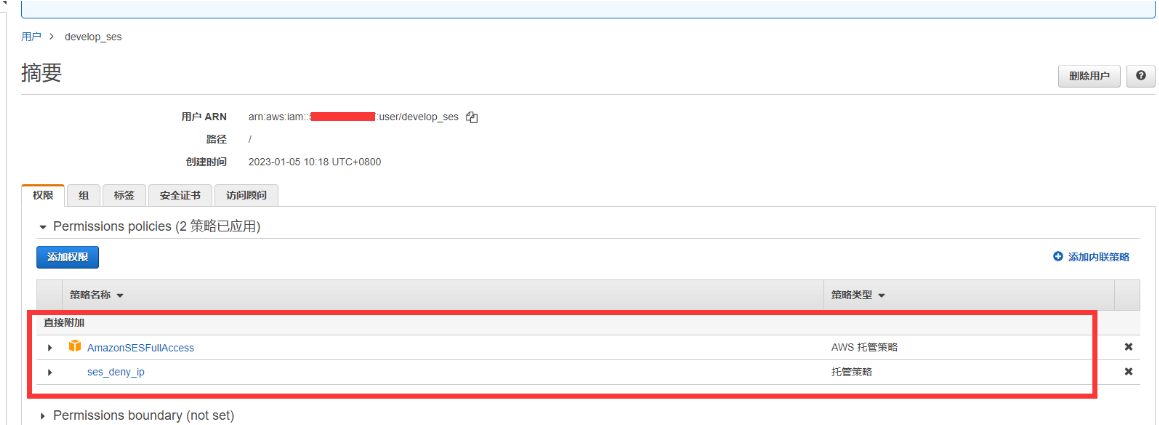 用户 > develop_ses
摘要
删除用户
用户 ARN arn:aws:iam:: :user/develop_ses
路径 /
创建时间 2023-01-05 10:18 UTC+0800
权限 组 标签 安全证书 访问顾问
Permissions policies (2 策略已应用)
添加权限 添加内联策略
策略名称 策略类型
直接附加
AmazonSESFullAccess AWS 托管策略
ses_deny_ip 托管策略
Permissions boundary (not set)